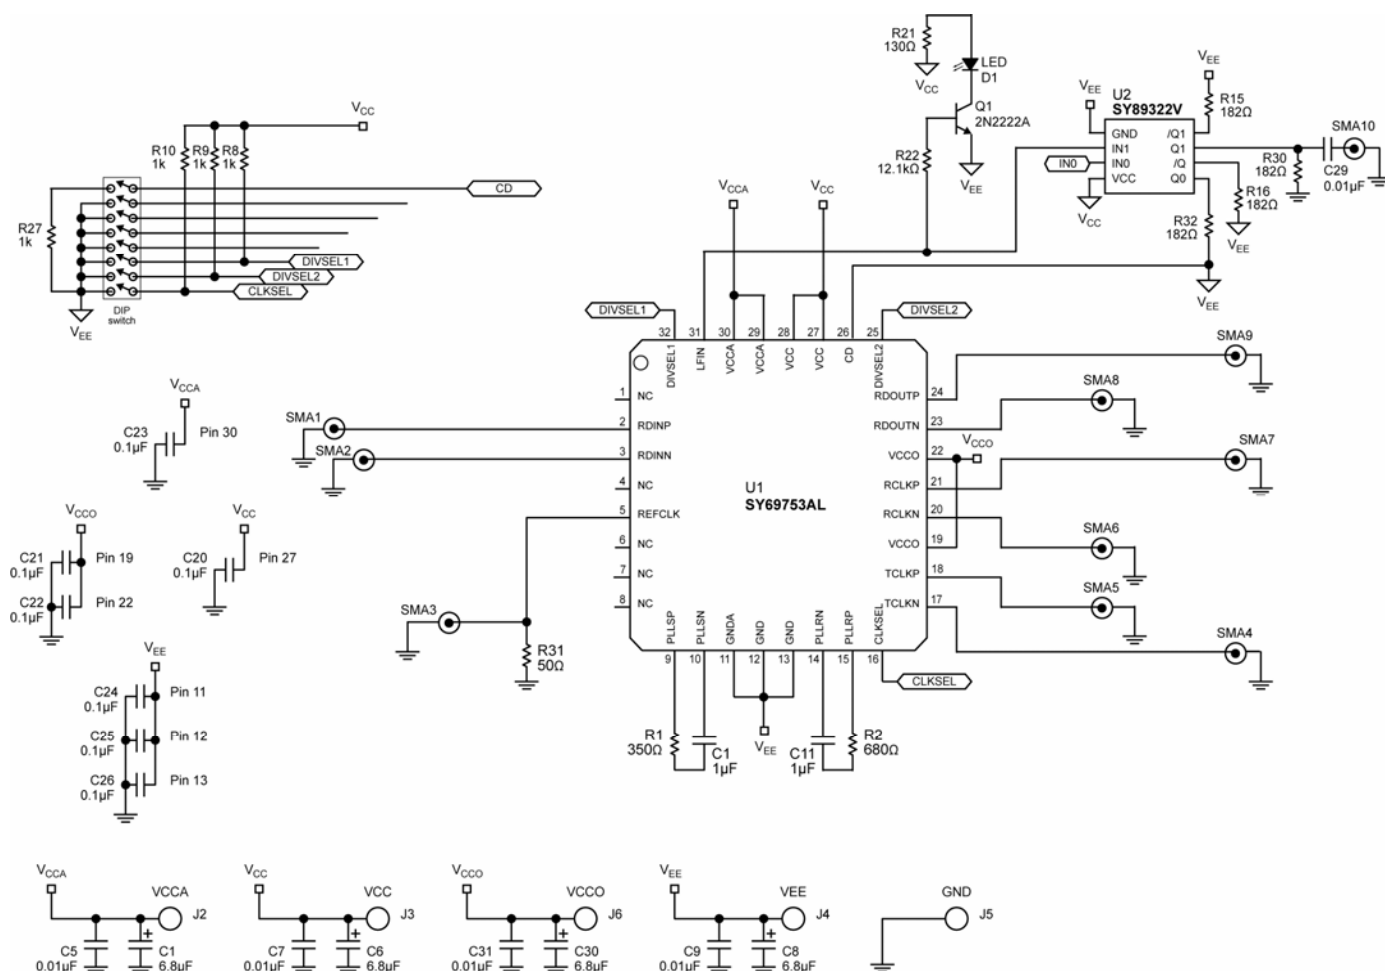 R21
130Ω
VCC
LED
D1
Q1
2N2222A
R22
12.1kΩ
VEE
VEE
U2
SY89322V
GND
IN1
IN0
VCC
/Q1
Q1
/Q
Q0
IN0
VCC
VEE
R15
182Ω
R16
182Ω
VEE
R32
182Ω
VEE
R30
182Ω
C29
0.01µF
SMA10
VCC
R10
1k
R9
1k
R8
1k
R27
1k
VEE
DIP
switch
CD
DIVSEL1
DIVSEL2
CLKSEL
VCCA
VCC
DIVSEL1
DIVSEL2
32
31
30
29
28
27
26
25
DIVSEL1
LFIN
VCCA
VCCA
VCC
VCC
CD
DIVSEL2
1 NC
2 RDINP
3 RDINN
4 NC
5 REFCLK
6 NC
7 NC
8 NC
U1
SY69753AL
RDOUTP 24
RDOUTN 23
VCCO 22
RCLKP 21
RCLKN 20
VCCO 19
TCLKP 18
TCLKN 17
PLLSP
PLLSN
GNDA
GND
GND
PLLRN
PLLRP
CLKSEL
9
10
11
12
13
14
15
16
CLKSEL
SMA1
SMA2
SMA3
R31
50Ω
VCCO
SMA9
SMA8
SMA7
SMA6
SMA5
SMA4
R1
350Ω
C1
1µF
VEE
C11
1µF
R2
680Ω
VCCA
C23
0.1µF
Pin 30
VCCO
C21
0.1µF
Pin 19
C22
0.1µF
Pin 22
VCC
C20
0.1µF
Pin 27
VEE
C24
0.1µF
Pin 11
C25
0.1µF
Pin 12
C26
0.1µF
Pin 13
VCCA
VCCA
J2
C5
0.01µF
+
C1
6.8µF
VCC
VCC
J3
C7
0.01µF
+
C6
6.8µF
VCCO
VCCO
J6
C31
0.01µF
+
C30
6.8µF
VEE
VEE
J4
C9
0.01µF
+
C8
6.8µF
GND
J5